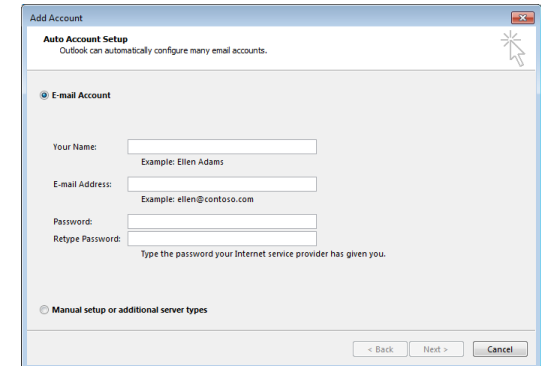 Add Account
Auto Account Setup
Outlook can automatically configure many email accounts.
E-mail Account
Your Name:
Example: Ellen Adams
E-mail Address:
Example: ellen@contoso.com
Password:
Retype Password:
Type the password your Internet service provider has given you.
Manual setup or additional server types
< Back Next > Cancel